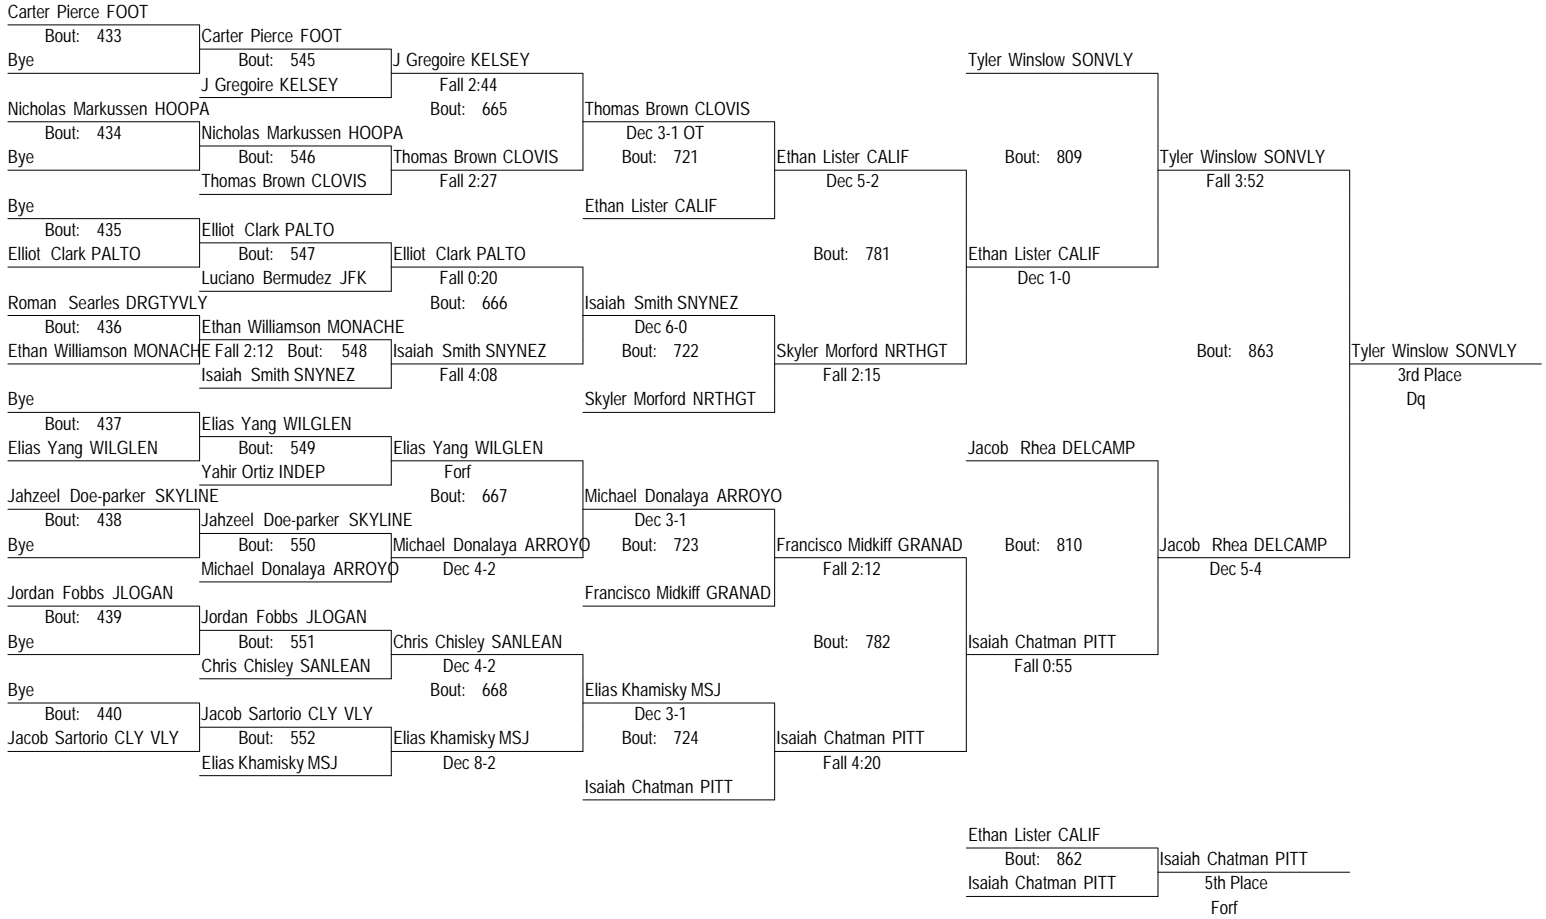 Carter Pierce FOOT
Bout: 433
Carter Pierce FOOT
Bye
Bout: 545
J Gregoire KELSEY
Tyler Winslow SONVLY
J Gregoire KELSEY
Fall 2:44
Nicholas Markussen HOOPA
Bout: 665
Thomas Brown CLOVIS
Bout: 434
Nicholas Markussen HOOPA
Dec 3-1 OT
Bye
Bout: 546
Thomas Brown CLOVIS
Bout: 721
Ethan Lister CALIF
Bout: 809
Tyler Winslow SONVLY
Thomas Brown CLOVIS
Fall 2:27
Dec 5-2
Fall 3:52
Bye
Ethan Lister CALIF
Bout: 435
Elliot Clark PALTO
Elliot Clark PALTO
Bout: 547
Elliot Clark PALTO
Bout: 781
Ethan Lister CALIF
Luciano Bermudez JFK
Fall 0:20
Dec 1-0
Roman Searles DRGTYVLY
Bout: 666
Isaiah Smith SNYNEZ
Bout: 436
Ethan Williamson MONACHE
Dec 6-0
Ethan Williamson MONACHE
Fall 2:12
Bout: 548
Isaiah Smith SNYNEZ
Bout: 722
Skyler Morford NRTHGT
Bout: 863
Tyler Winslow SONVLY
Isaiah Smith SNYNEZ
Fall 4:08
Fall 2:15
3rd Place
Bye
Skyler Morford NRTHGT
Dq
Bout: 437
Elias Yang WILGLEN
Elias Yang WILGLEN
Bout: 549
Elias Yang WILGLEN
Jacob Rhea DELCAMP
Yahir Ortiz INDEP
Forf
Jahzeel Doe-parker SKYLINE
Bout: 667
Michael Donalaya ARROYO
Bout: 438
Jahzeel Doe-parker SKYLINE
Dec 3-1
Bye
Bout: 550
Michael Donalaya ARROYO
Bout: 723
Francisco Midkiff GRANAD
Bout: 810
Jacob Rhea DELCAMP
Michael Donalaya ARROYO
Dec 4-2
Fall 2:12
Dec 5-4
Jordan Fobbs JLOGAN
Francisco Midkiff GRANAD
Bout: 439
Jordan Fobbs JLOGAN
Bye
Bout: 551
Chris Chisley SANLEAN
Bout: 782
Isaiah Chatman PITT
Chris Chisley SANLEAN
Dec 4-2
Fall 0:55
Bye
Bout: 668
Elias Khamisky MSJ
Bout: 440
Jacob Sartorio CLY VLY
Dec 3-1
Jacob Sartorio CLY VLY
Bout: 552
Elias Khamisky MSJ
Bout: 724
Isaiah Chatman PITT
Elias Khamisky MSJ
Dec 8-2
Fall 4:20
Isaiah Chatman PITT
Ethan Lister CALIF
Bout: 862
Isaiah Chatman PITT
Isaiah Chatman PITT
5th Place
Forf